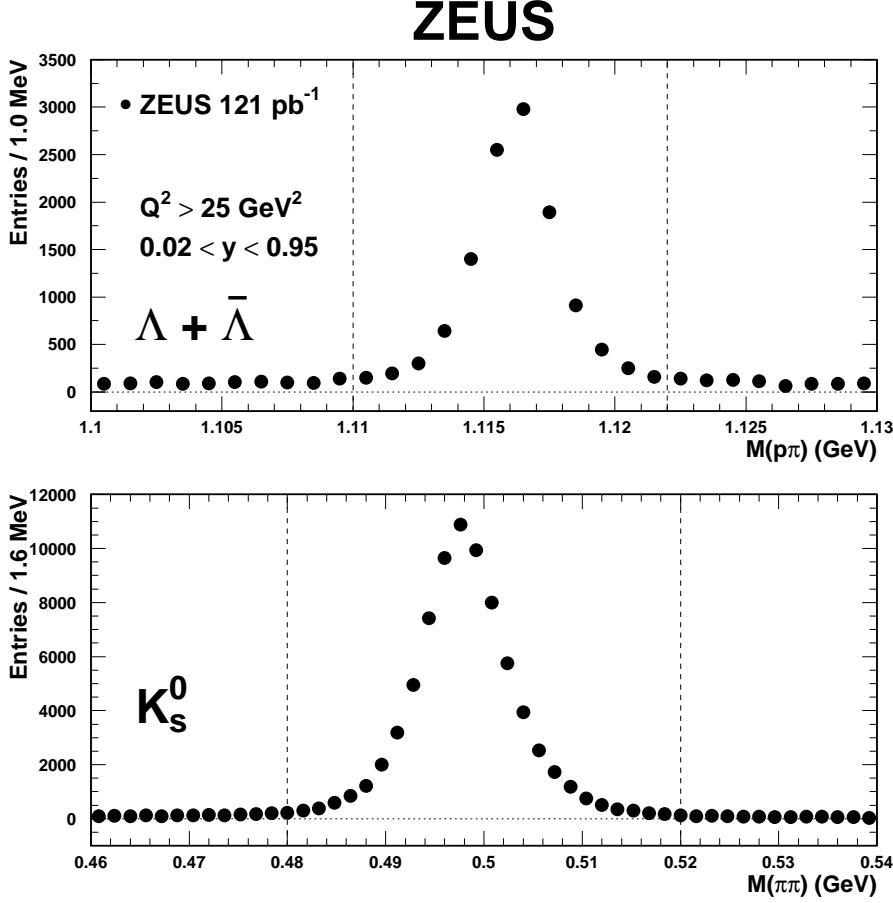 ZEUS
Entries / 1.0 MeV
3500
3000
2500
2000
1500
1000
500
0
ZEUS 121 pb⁻¹
Q² > 25 GeV²
0.02 < y < 0.95
Λ + Λ̄
1.1 1.105 1.11 1.115 1.12 1.125 1.13
M(pπ) (GeV)
Entries / 1.6 MeV
12000
10000
8000
6000
4000
2000
0
K⁰ₛ
0.46 0.47 0.48 0.49 0.5 0.51 0.52 0.53 0.54
M(ππ) (GeV)